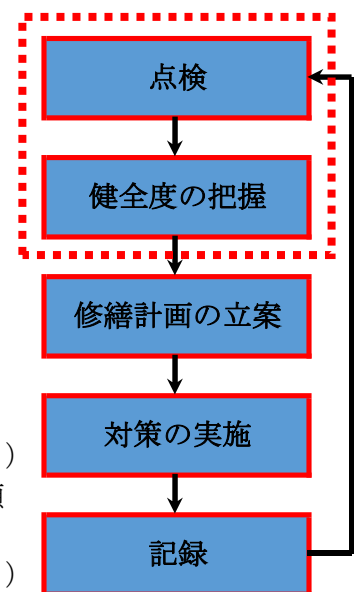 点検
健全度の把握
修繕計画の立案
対策の実施
）
記録
）